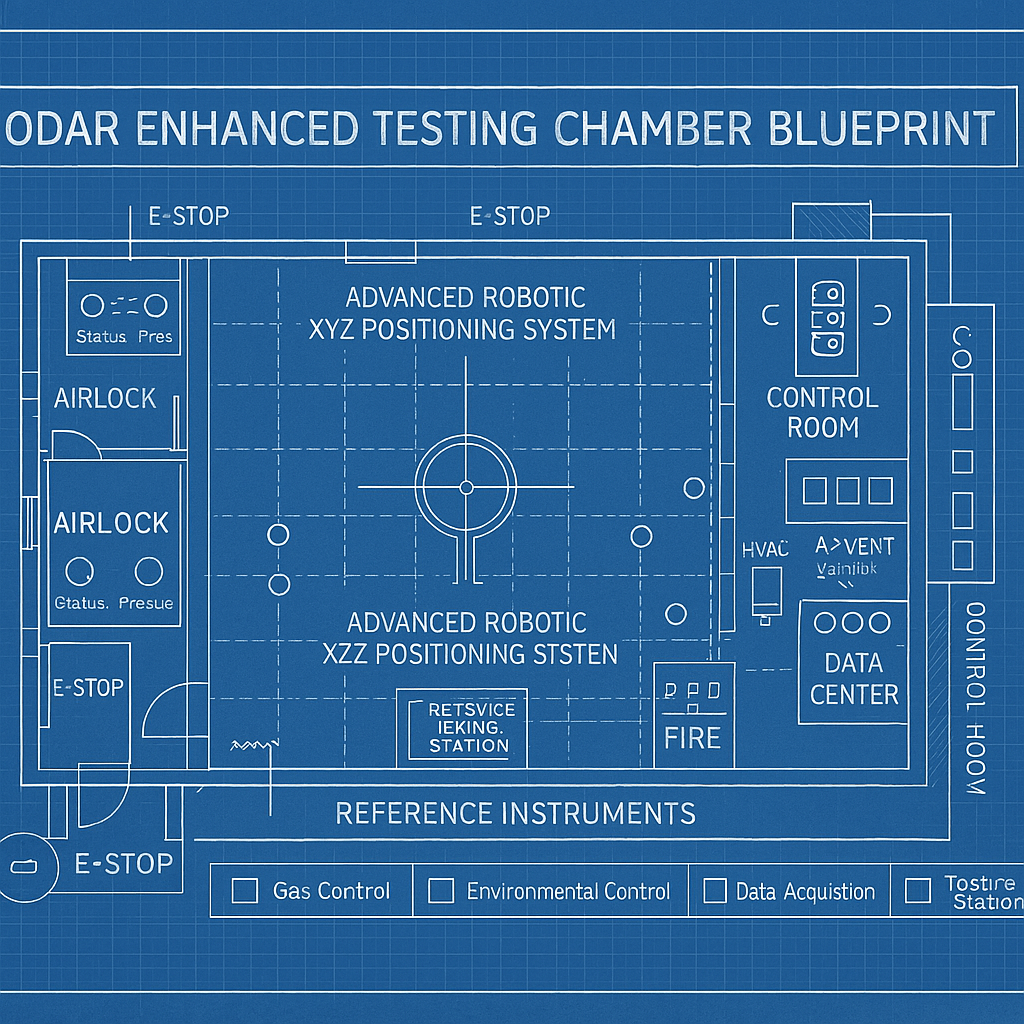 ODAR ENHANCED TESTING CHAMBER BLUEPRINT
E-STOP
E-STOP
Status. Pres
AIRLOCK
AIRLOCK
Gtatus. Presue
E-STOP
E-STOP
ADVANCED ROBOTIC
XYZ POSITIONING SYSTEM
ADVANCED ROBOTIC
XZZ POSITIONING STSTEN
RETSVICE
IEKING.
STATION
FIRE
CONTROL
ROOM
HVAC
A>VENT
DATA
CENTER
CO
OONTROL HOOM
REFERENCE INSTRUMENTS
Gas Control
Environmental Control
Data Acquistion
Tostire
Station